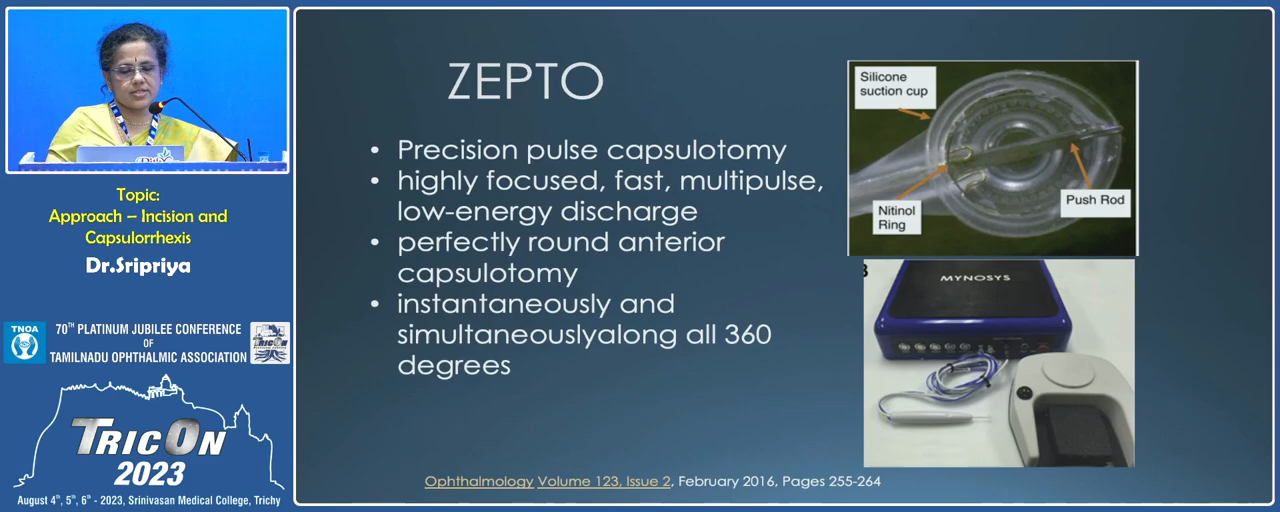 Topic:
Approach – Incision and
Capsulorrhexis
Dr.Sripriya
TNOA
70TH PLATINUM JUBILEE CONFERENCE
OF
TAMILNADU OPHTHALMIC ASSOCIATION
TRICON
TRICON
2023
August 4th, 5th, 6th - 2023, Srinivasan Medical College, Trichy
ZEPTO
• Precision pulse capsulotomy
• highly focused, fast, multipulse,
low-energy discharge
• perfectly round anterior
capsulotomy
• instantaneously and
simultaneouslyalong all 360
degrees
Silicone
suction cup
Nitinol
Ring
Push Rod
MYNOSYS
Ophthalmology Volume 123, Issue 2, February 2016, Pages 255-264